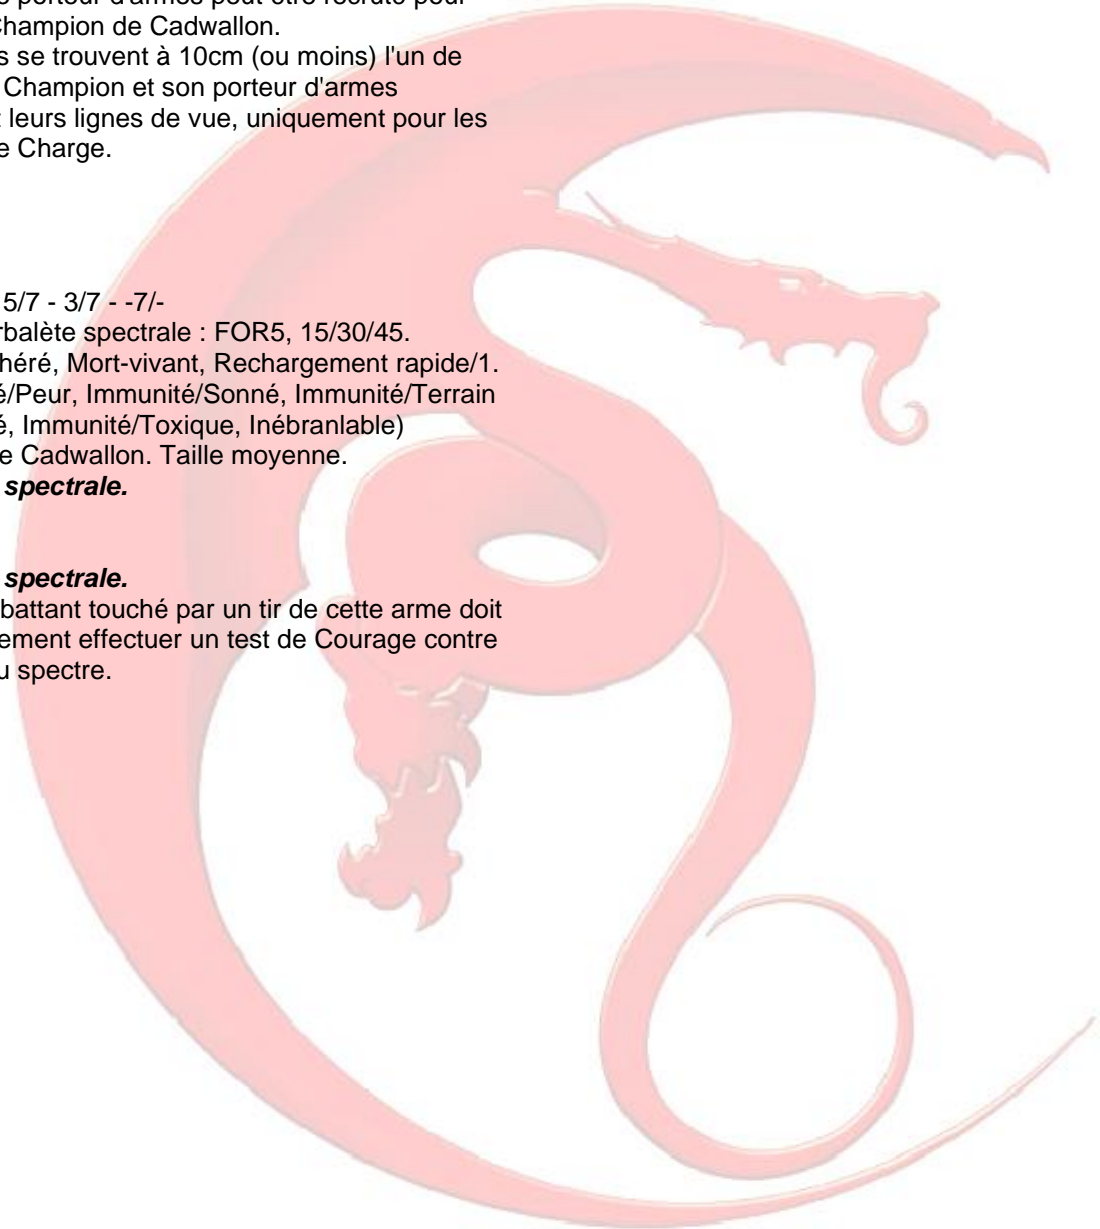 porteur d'armes peut être recruté pour
Champion de Cadwallon.
s se trouvent à 10cm (ou moins) l'un de
Champion et son porteur d'armes
leurs lignes de vue, uniquement pour les
e Charge.
5/7 - 3/7 - -7/-
rbalète spectrale : FOR5, 15/30/45.
héré, Mort-vivant, Rechargement rapide/1.
é/Peur, Immunité/Sonné, Immunité/Terrain
é, Immunité/Toxique, Inébranlable)
e Cadwallon. Taille moyenne.
spectrale.
spectrale.
battant touché par un tir de cette arme doit
ement effectuer un test de Courage contre
u spectre.